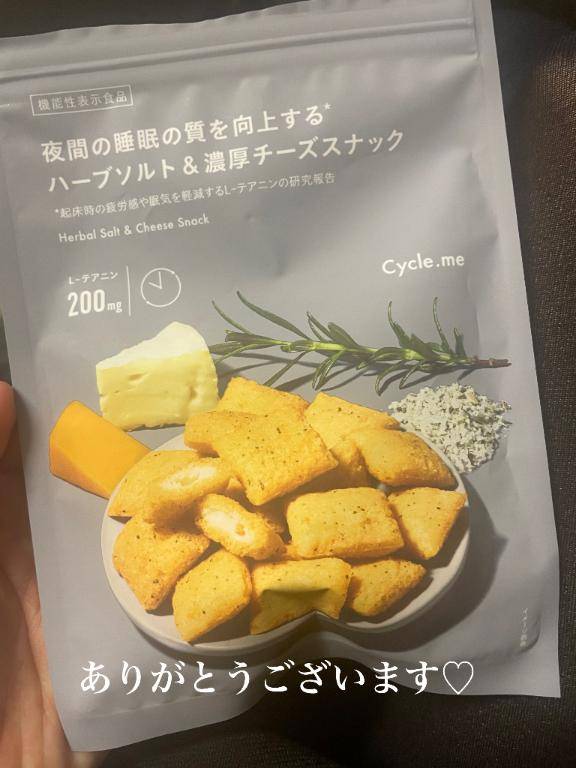 機能性表示食品
夜間の睡眠の質を向上する*
ハーブソルト&濃厚チーズスナック
*起床時の疲労感や眠気を軽減するL-テアニンの研究報告
Herbal Salt & Cheese Snack
Cycle.me
L-テアニン
200mg
ありがとうございます♡